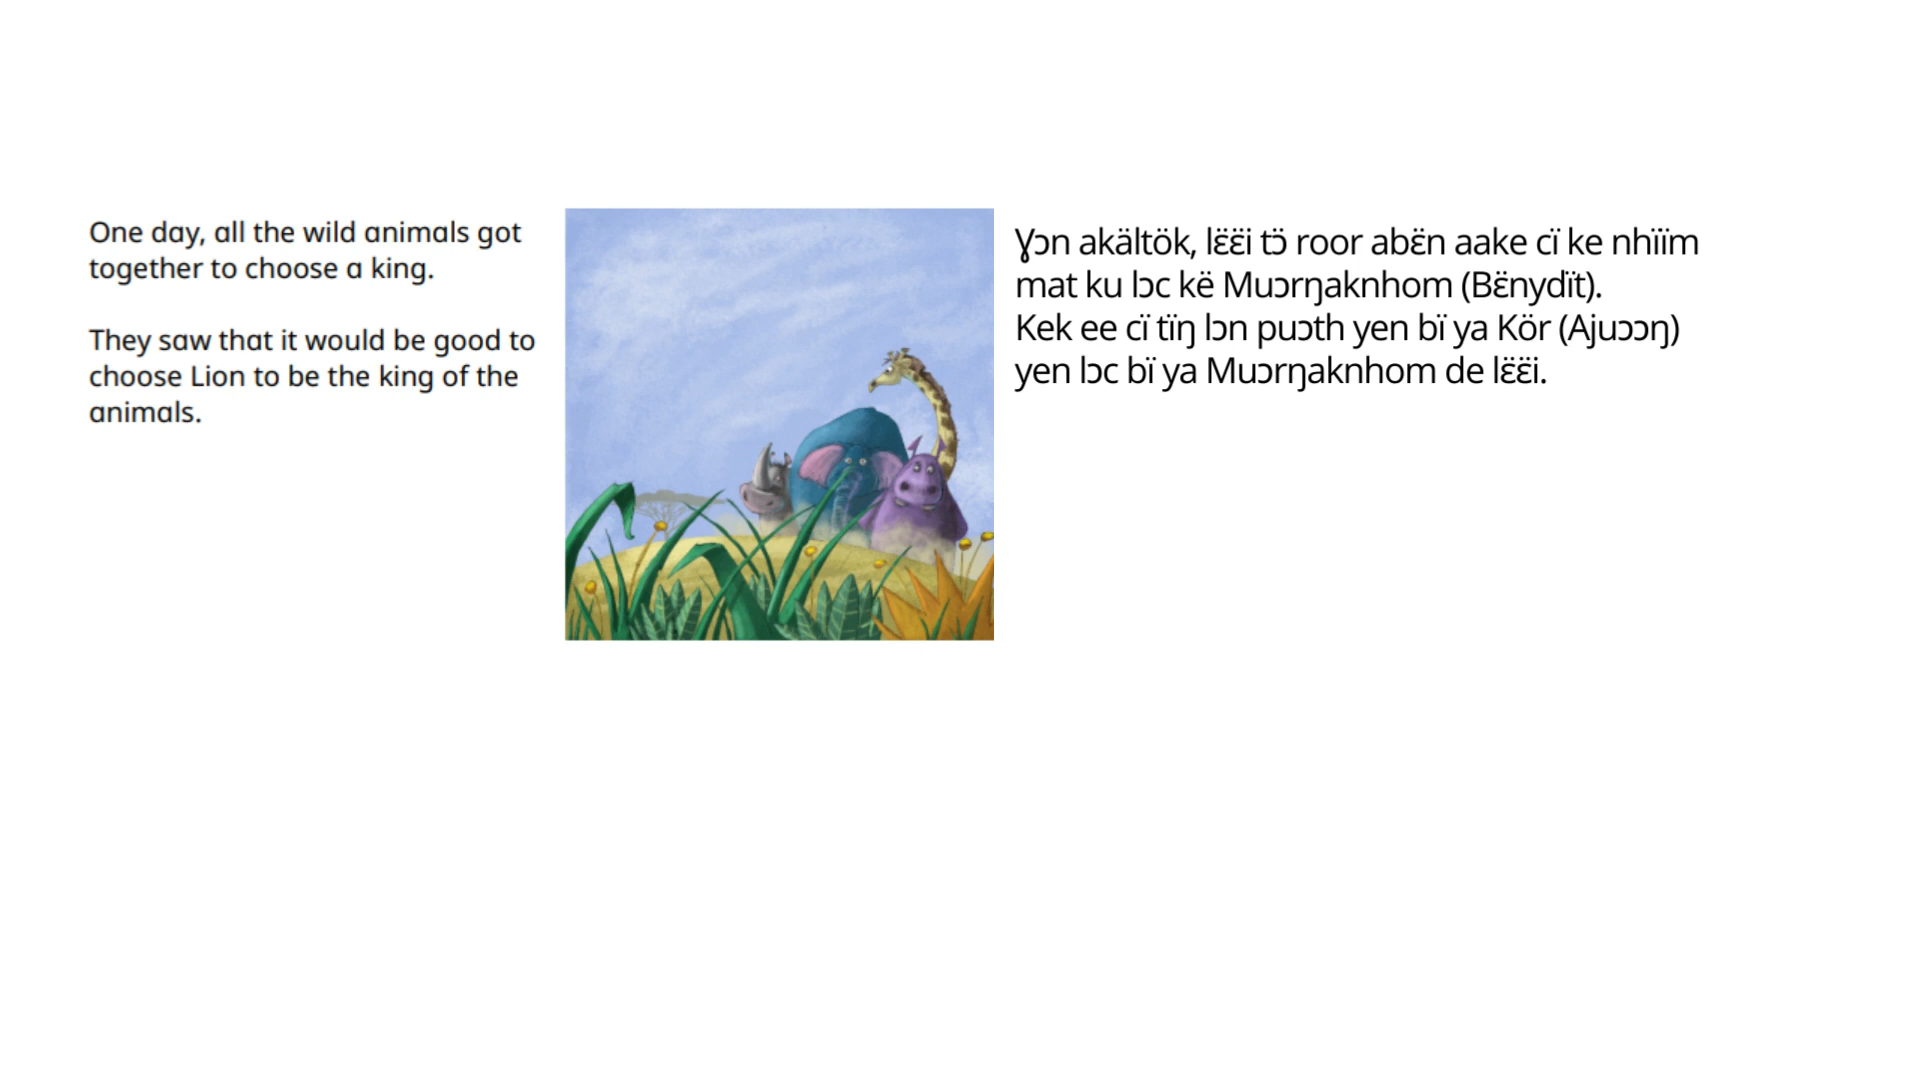 One day, all the wild animals got
together to choose a king.
They saw that it would be good to
choose Lion to be the king of the
animals.
Ɣɔn akältök, lɛ̈ɛ̈i tɔ̈ roor abɛ̈n aake cï ke nhïïm
mat ku lɔc kë Muɔrŋaknhom (Bɛ̈nydït).
Kek ee cï tïŋ lɔn puɔth yen bï ya Kör (Ajuɔɔŋ)
yen lɔc bï ya Muɔrŋaknhom de lɛ̈ɛ̈i.